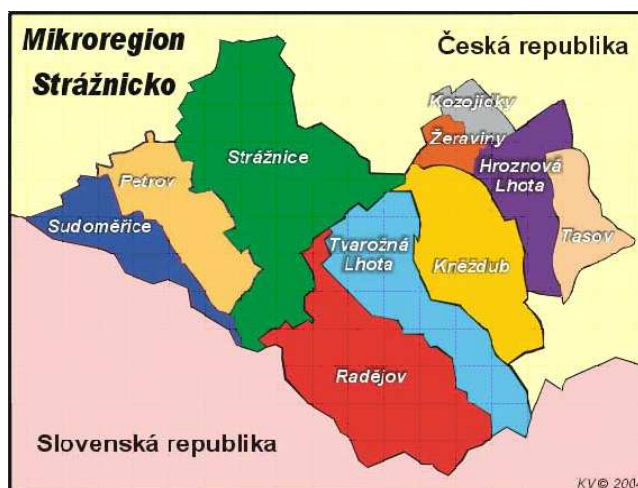 Mikroregion
Strážnicko
Česká republika
Kozojídky
Žeraviny
Hroznová
Lhota
Tasov
Strážnice
Petrov
Sudoměřice
Tvarožná
Lhota
Kněždub
Radějov
Slovenská republika
KV© 2004